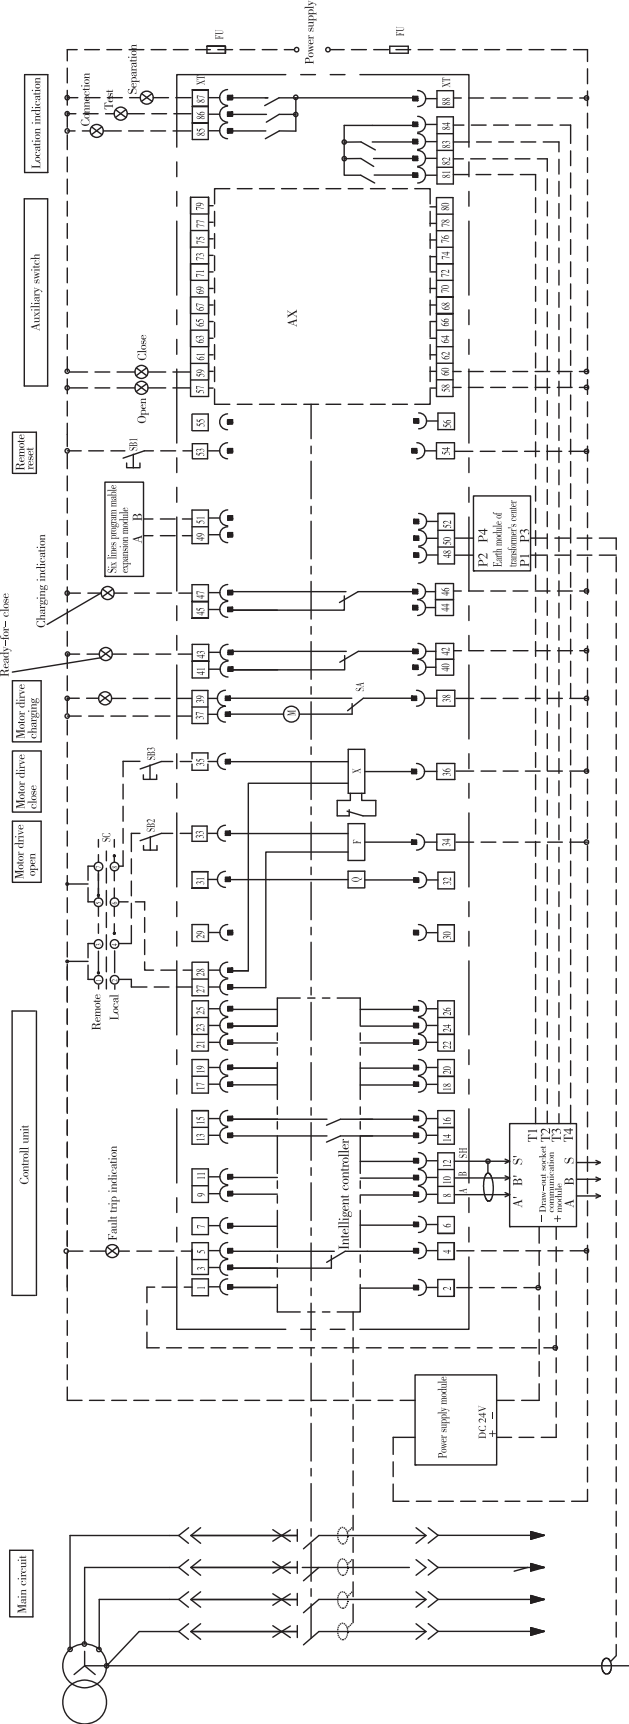 Main circuit
Controll unit
Motor drive
open
Motor dirve
close
Motor dirve
charging
Ready-for- close
Charging indication
Remote
reset
Auxiliary switch
Location indication
Fault trip indication
Remote
Local
SC
SB2
SB3
Six lines program mable
expansion module
A B
SB1
Open
Close
Connection
Test
Separation
FU
Power supply
FU
XT
1
3
5
7
9
11
13
15
17
19
21
23
25
27
28
29
31
33
35
37
39
41
43
45
47
49
51
53
55
57
59
61
63
65
67
69
71
73
75
77
79
85
86
87
Intelligent controller
Q
F
X
M
SA
AX
2
4
6
8
10
12
14
16
18
20
22
24
26
30
32
34
36
38
40
42
44
46
48
50
52
54
56
58
60
62
64
66
68
70
72
74
76
78
80
81
82
83
84
88
XT
A
B
SH
Power supply module
DC 24V
+ −
A' B' S'
T1
− Draw-out socket T2
communication
+ module T3
T4
A B S
P2 P4
Earth module of
transformer's center
P1 P3